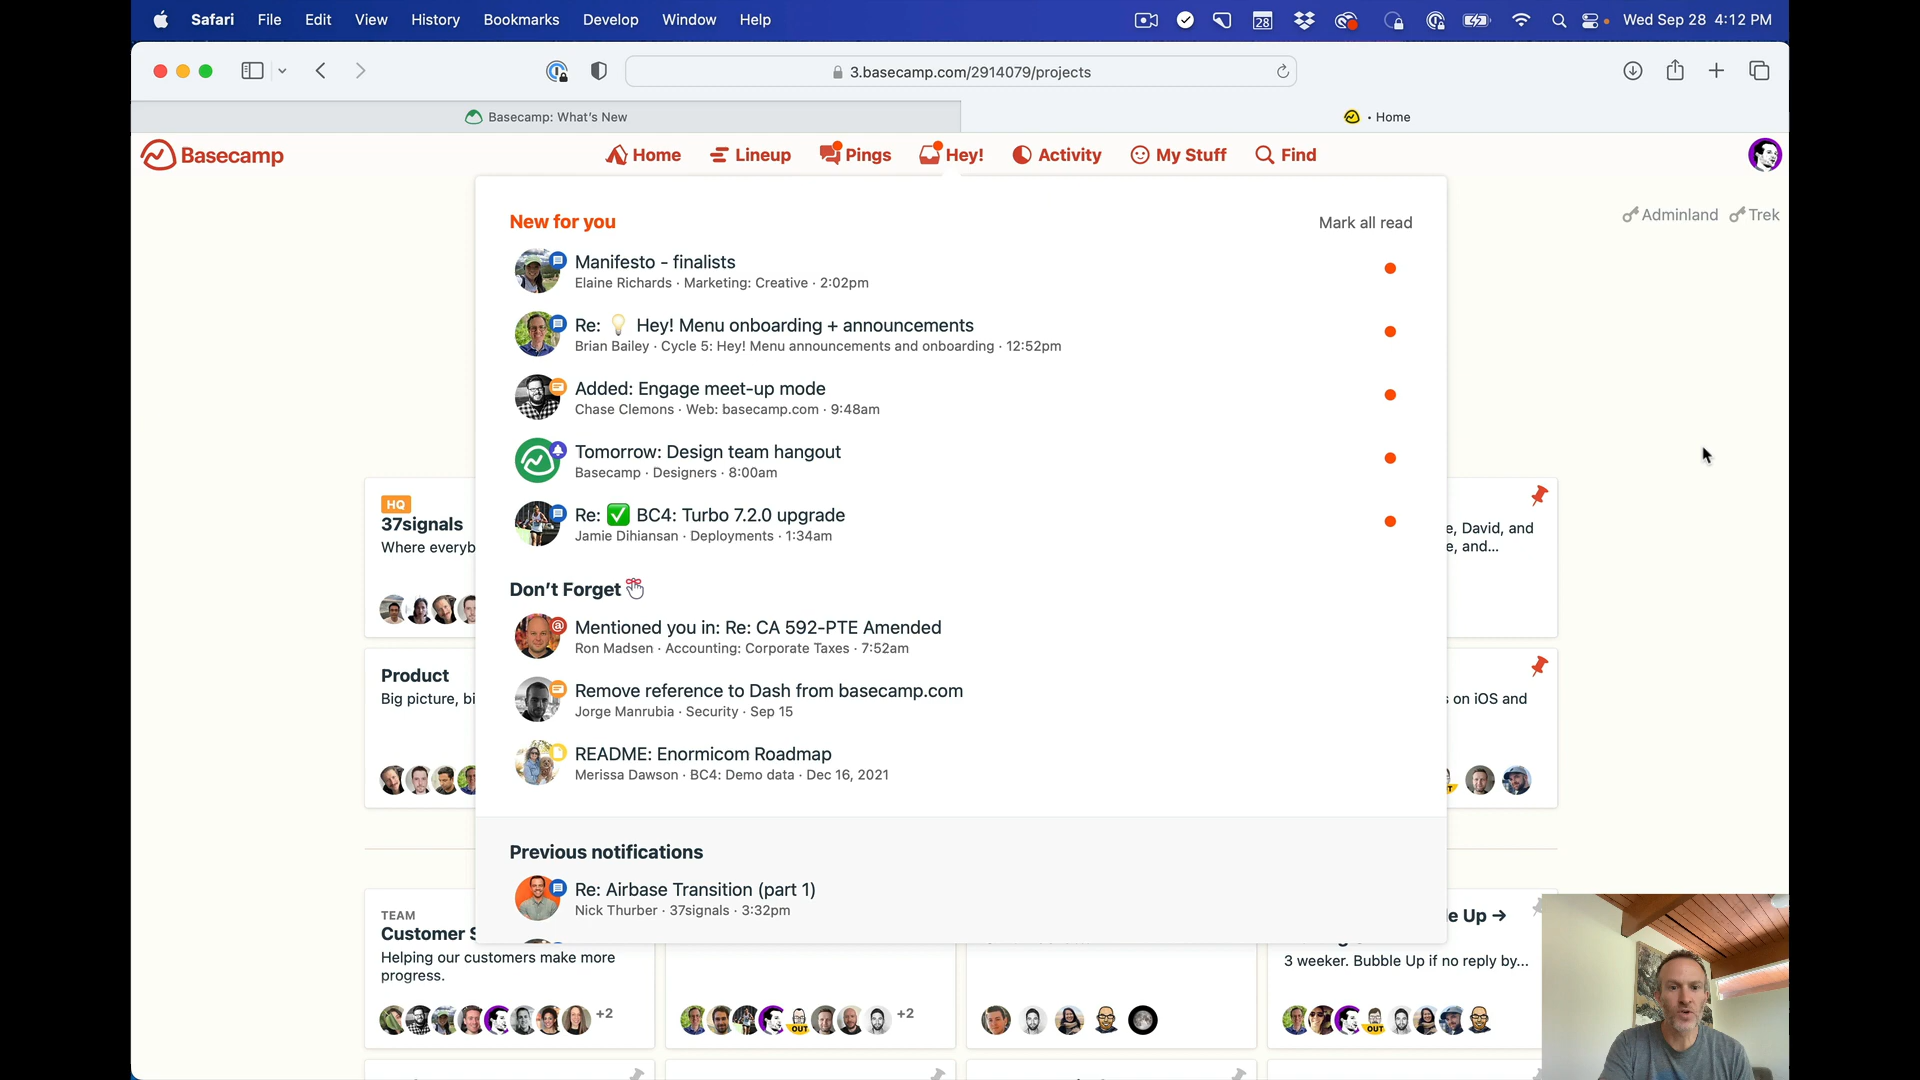 Safari File Edit View History Bookmarks Develop Window Help
28 Wed Sep 28 4:12 PM
3.basecamp.com/2914079/projects
Basecamp: What's New
• Home
Basecamp
Home Lineup Pings Hey! Activity My Stuff Find
Adminland Trek
New for you
Mark all read
Manifesto - finalists
Elaine Richards · Marketing: Creative · 2:02pm
Re: 💡 Hey! Menu onboarding + announcements
Brian Bailey · Cycle 5: Hey! Menu announcements and onboarding · 12:52pm
Added: Engage meet-up mode
Chase Clemons · Web: basecamp.com · 9:48am
Tomorrow: Design team hangout
Basecamp · Designers · 8:00am
Re: ✅ BC4: Turbo 7.2.0 upgrade
Jamie Dihiansan · Deployments · 1:34am
Don't Forget
Mentioned you in: Re: CA 592-PTE Amended
Ron Madsen · Accounting: Corporate Taxes · 7:52am
Remove reference to Dash from basecamp.com
Jorge Manrubia · Security · Sep 15
README: Enormicom Roadmap
Merissa Dawson · BC4: Demo data · Dec 16, 2021
Previous notifications
Re: Airbase Transition (part 1)
Nick Thurber · 37signals · 3:32pm
HQ
37signals
Where everyb
e, David, and
e, and...
Product
Big picture, bi
s on iOS and
TEAM
Customer S
Helping our customers make more
progress.
+2
+2
OUT
e Up →
3 weeker. Bubble Up if no reply by...
OUT